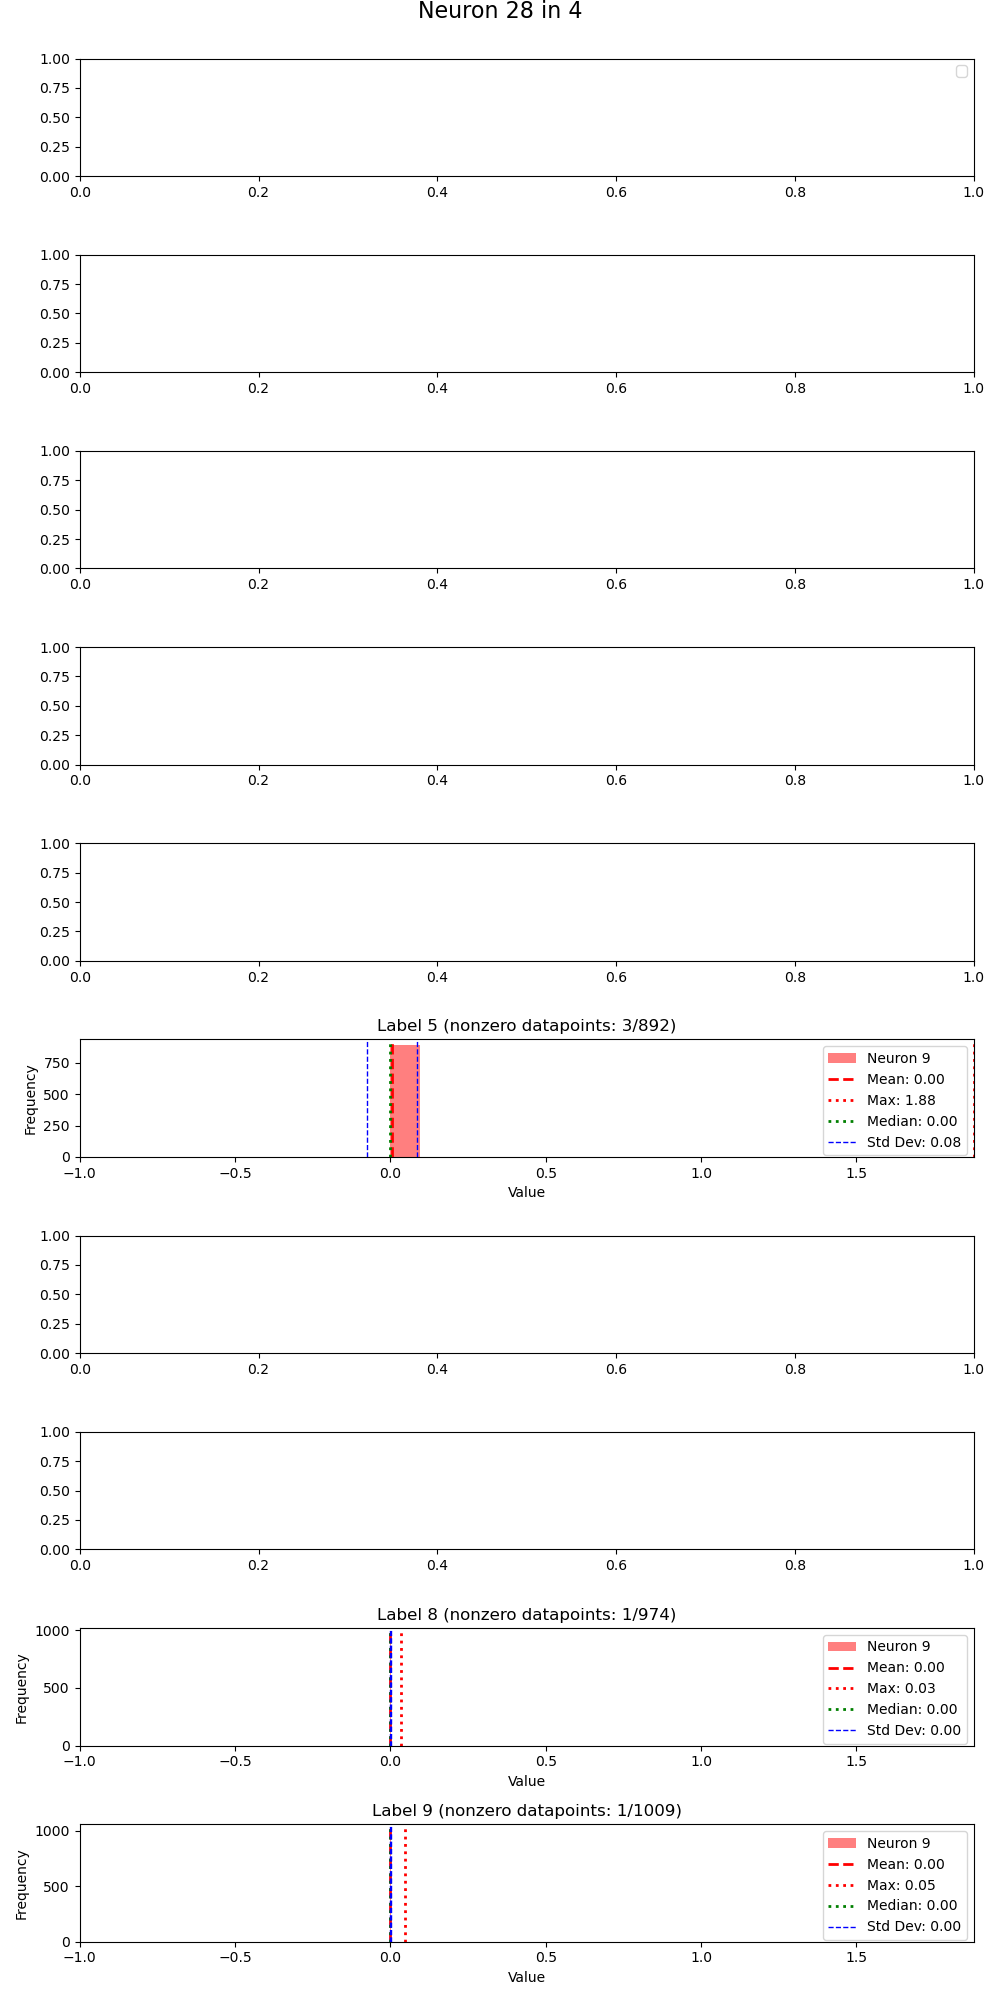 Neuron 28 in 4
1.00
0.75
0.50
0.25
0.00
0.0 0.2 0.4 0.6 0.8 1.0
1.00
0.75
0.50
0.25
0.00
0.0 0.2 0.4 0.6 0.8 1.0
1.00
0.75
0.50
0.25
0.00
0.0 0.2 0.4 0.6 0.8 1.0
1.00
0.75
0.50
0.25
0.00
0.0 0.2 0.4 0.6 0.8 1.0
1.00
0.75
0.50
0.25
0.00
0.0 0.2 0.4 0.6 0.8 1.0
Label 5 (nonzero datapoints: 3/892)
Frequency
750
500
250
0
Neuron 9
Mean: 0.00
Max: 1.88
Median: 0.00
Std Dev: 0.08
−1.0 −0.5 0.0 0.5 1.0 1.5
Value
1.00
0.75
0.50
0.25
0.00
0.0 0.2 0.4 0.6 0.8 1.0
1.00
0.75
0.50
0.25
0.00
0.0 0.2 0.4 0.6 0.8 1.0
Label 8 (nonzero datapoints: 1/974)
Frequency
1000
500
0
Neuron 9
Mean: 0.00
Max: 0.03
Median: 0.00
Std Dev: 0.00
−1.0 −0.5 0.0 0.5 1.0 1.5
Value
Label 9 (nonzero datapoints: 1/1009)
Frequency
1000
500
0
Neuron 9
Mean: 0.00
Max: 0.05
Median: 0.00
Std Dev: 0.00
−1.0 −0.5 0.0 0.5 1.0 1.5
Value